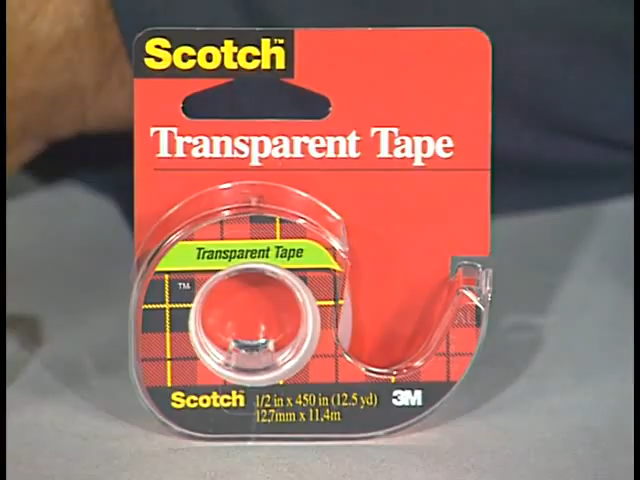 Scotch™
Transparent Tape
Transparent Tape
TM
Scotch 1/2 in x 450 in (12.5 yd) 3M
12,7mm x 11,4m